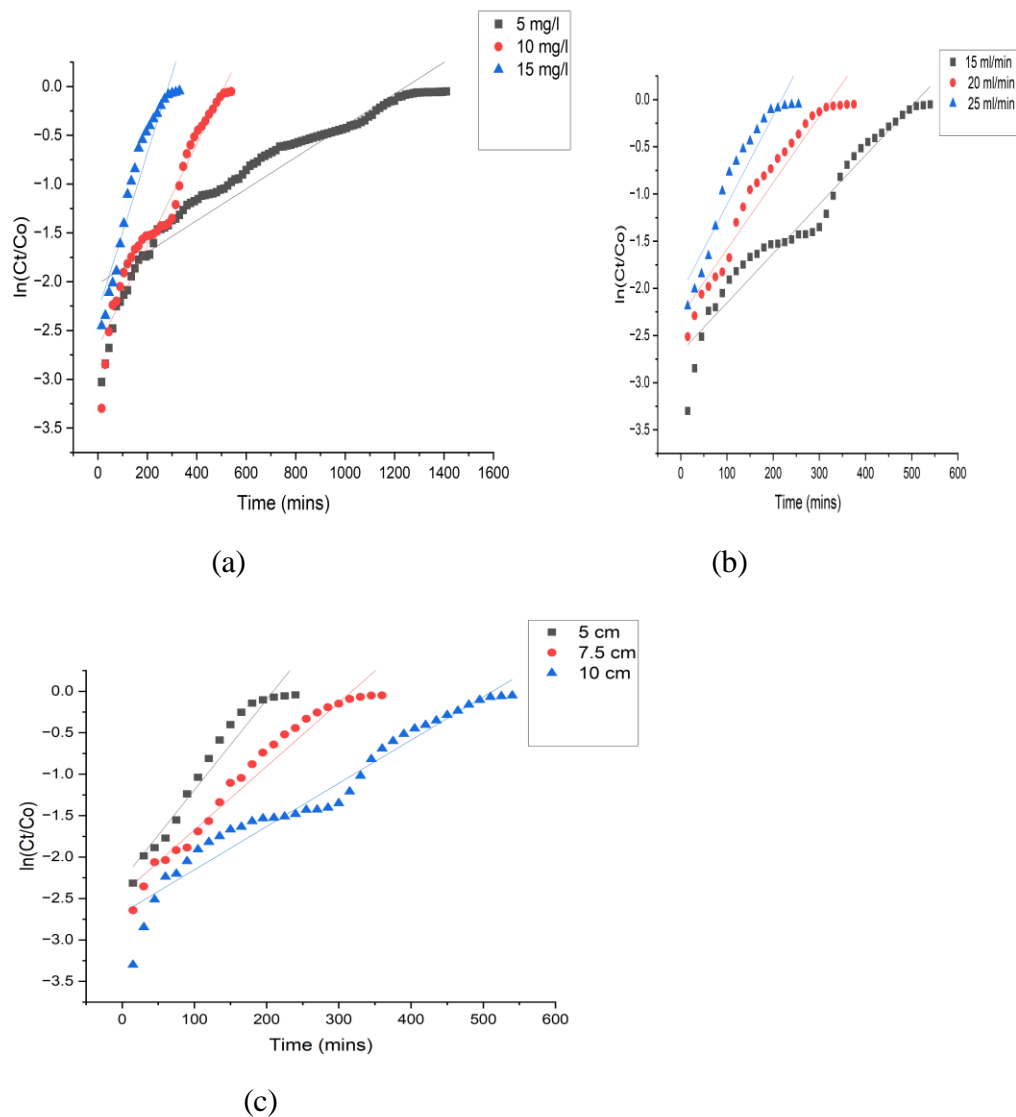 5 mg/l
10 mg/l
15 mg/l
0.0
−0.5
−1.0
−1.5
−2.0
−2.5
−3.0
−3.5
ln(Ct/Co)
0 200 400 600 800 1000 1200 1400 1600
Time (mins)
(a)
15 ml/min
20 ml/min
25 ml/min
0.0
−0.5
−1.0
−1.5
−2.0
−2.5
−3.0
−3.5
ln(Ct/Co)
0 100 200 300 400 500 600
Time (mins)
(b)
5 cm
7.5 cm
10 cm
0.0
−0.5
−1.0
−1.5
−2.0
−2.5
−3.0
−3.5
ln(Ct/Co)
0 100 200 300 400 500 600
Time (mins)
(c)